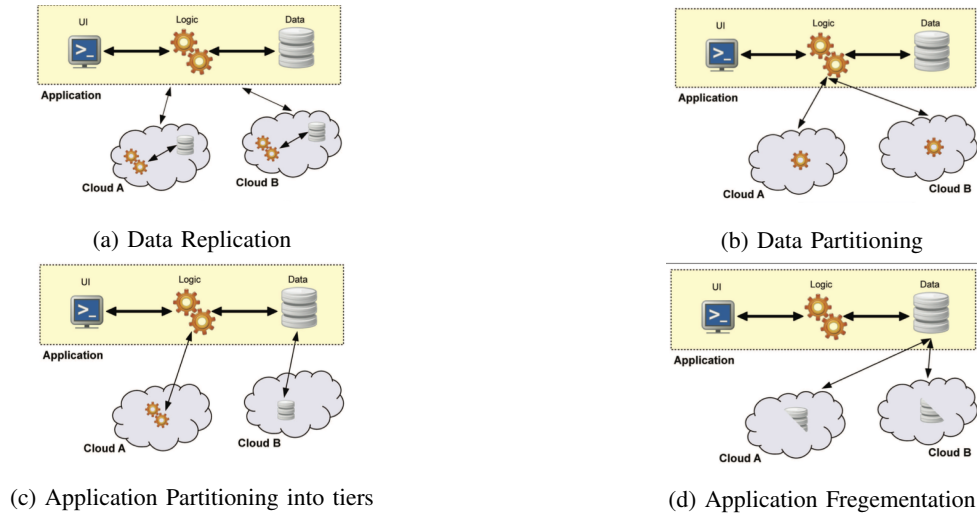 UI Logic Data
>_
Application
Cloud A
Cloud B
(a) Data Replication
UI Logic Data
>_
Application
Cloud A
Cloud B
(b) Data Partitioning
UI Logic Data
>_
Application
Cloud A
Cloud B
(c) Application Partitioning into tiers
UI Logic Data
>_
Application
Cloud A
Cloud B
(d) Application Fregementation